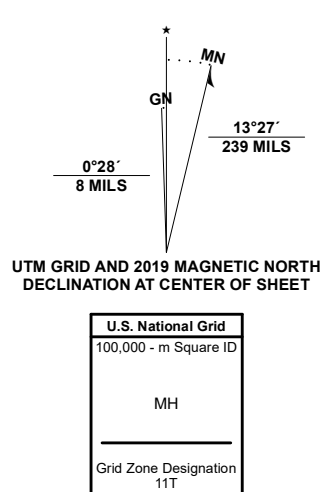 ★
MN
GN
13°27´
239 MILS
0°28´
8 MILS
UTM GRID AND 2019 MAGNETIC NORTH
DECLINATION AT CENTER OF SHEET
U.S. National Grid
100,000 - m Square ID
MH
Grid Zone Designation
11T